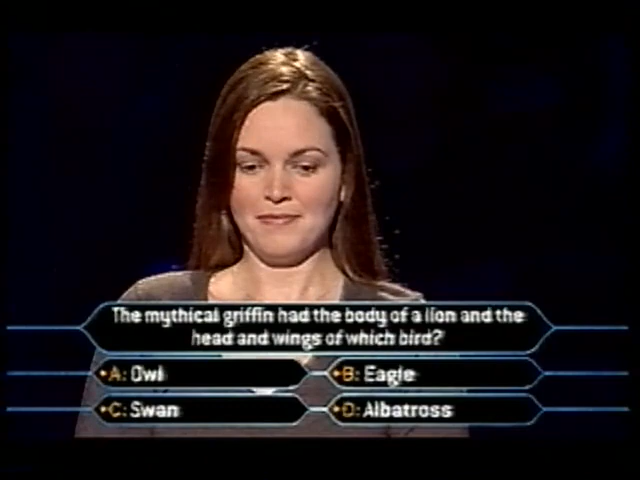 The mythical griffin had the body of a lion and the
head and wings of which bird?
A: Owl
B: Eagle
C: Swan
D: Albatross